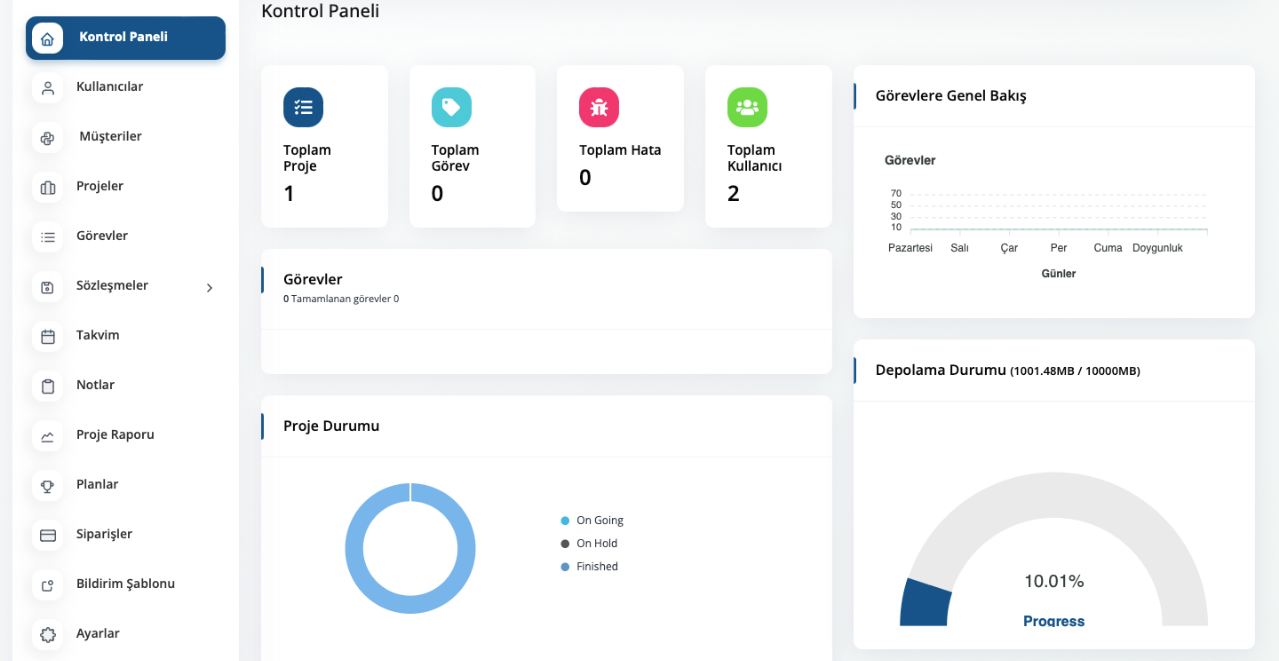 Kontrol Paneli
Kullanıcılar
Müşteriler
Projeler
Görevler
Sözleşmeler
Takvim
Notlar
Proje Raporu
Planlar
Siparişler
Bildirim Şablonu
Ayarlar
Kontrol Paneli
Toplam
Proje
1
Toplam
Görev
0
Toplam Hata
0
Toplam
Kullanıcı
2
Görevler
0 Tamamlanan görevler 0
Proje Durumu
On Going
On Hold
Finished
Görevlere Genel Bakış
Görevler
70
50
30
10
Pazartesi Salı Çar Per Cuma Doygunluk
Günler
Depolama Durumu (1001.48MB / 10000MB)
10.01%
Progress